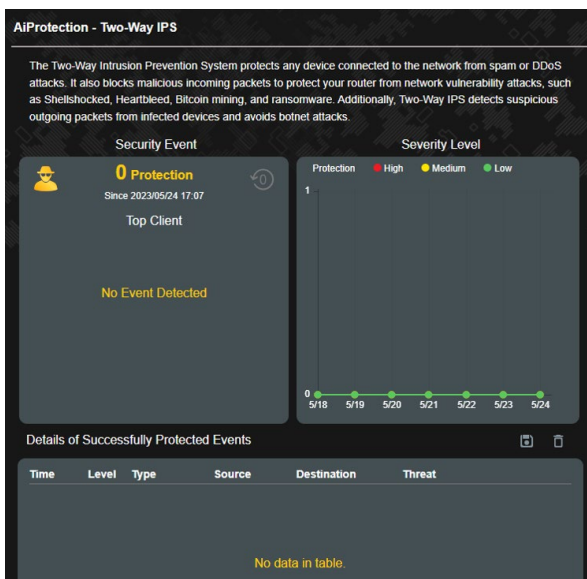 AiProtection - Two-Way IPS
The Two-Way Intrusion Prevention System protects any device connected to the network from spam or DDoS
attacks. It also blocks malicious incoming packets to protect your router from network vulnerability attacks, such
as Shellshocked, Heartbleed, Bitcoin mining, and ransomware. Additionally, Two-Way IPS detects suspicious
outgoing packets from infected devices and avoids botnet attacks.
Security Event
0 Protection
Since 2023/05/24 17:07
0
Top Client
No Event Detected
Severity Level
Protection High Medium Low
1
0
5/18 5/19 5/20 5/21 5/22 5/23 5/24
Details of Successfully Protected Events
Time Level Type Source Destination Threat
No data in table.